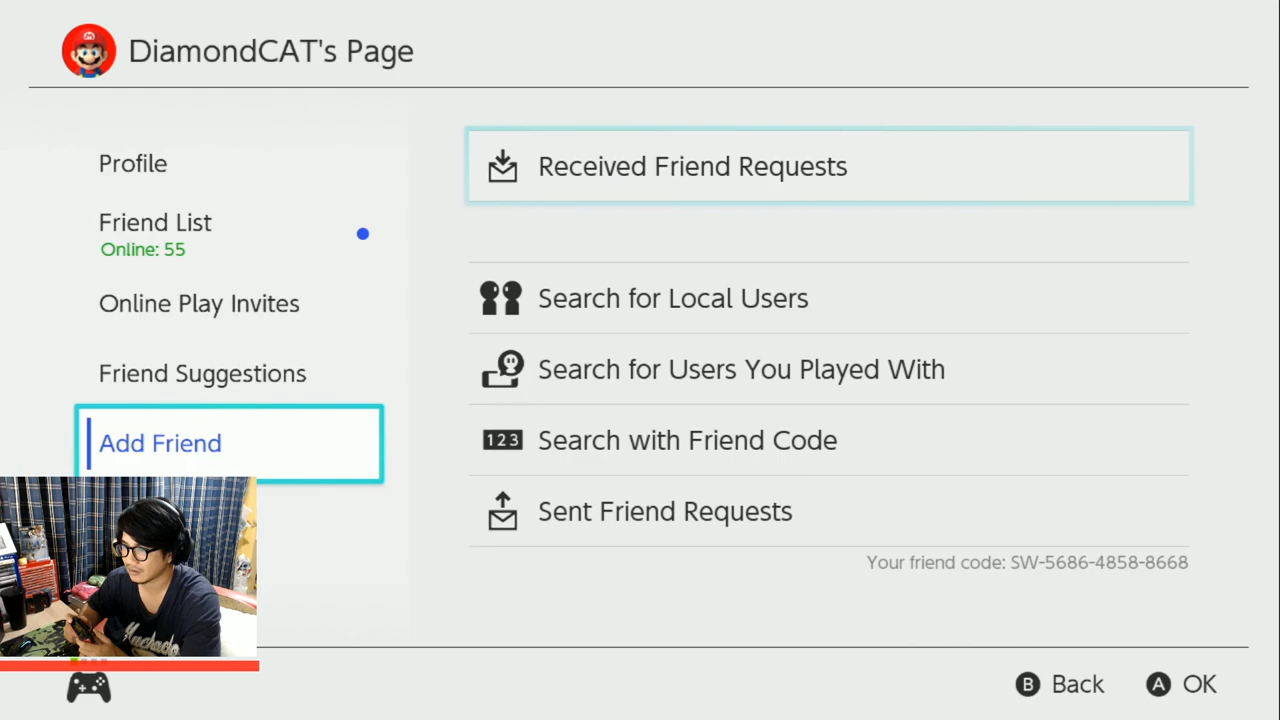 DiamondCAT's Page
Profile
Friend List
Online: 55
Online Play Invites
Friend Suggestions
Add Friend
Received Friend Requests
Search for Local Users
Search for Users You Played With
123 Search with Friend Code
Sent Friend Requests
Your friend code: SW-5686-4858-8668
Machado
B Back
A OK